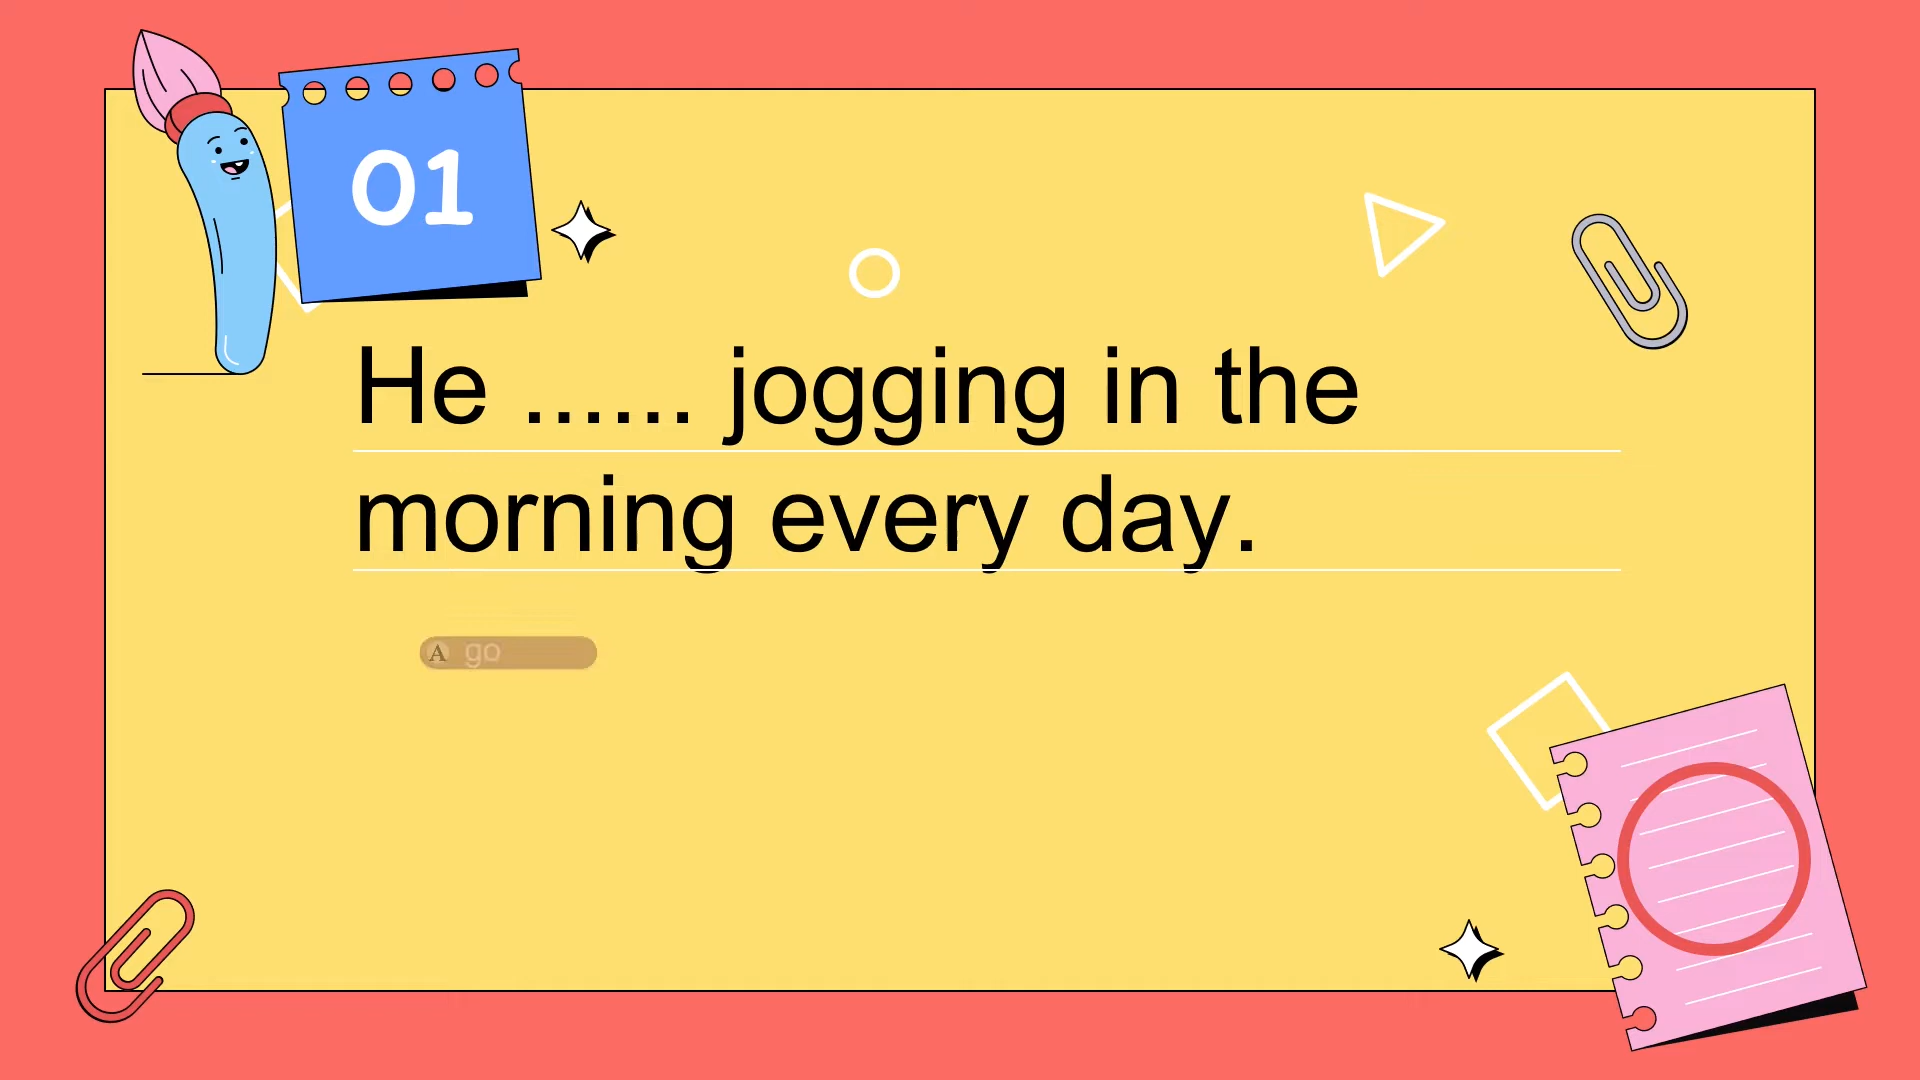 01
He ...... jogging in the
morning every day.
A go